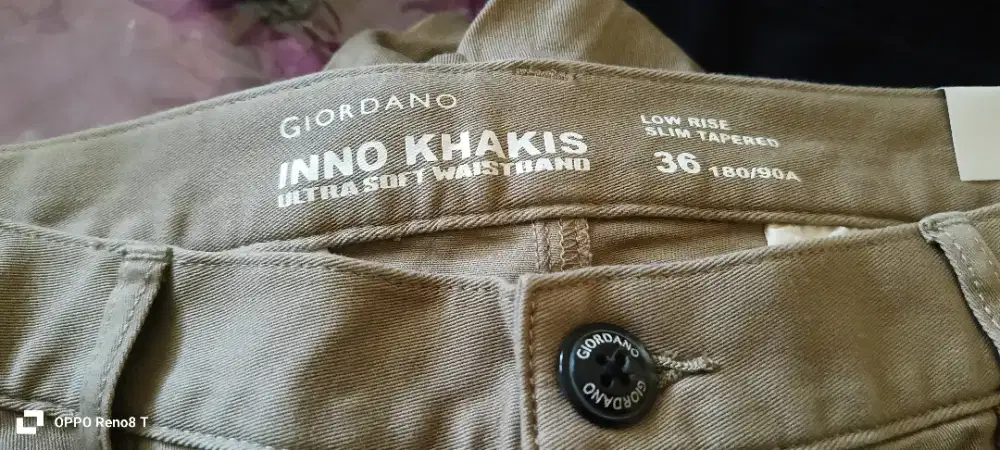 GIORDANO
INNO KHAKIS
ULTRA SOFT WAISTBAND
LOW RISE
SLIM TAPERED
36 180/90A
GIORDANO
GIORDANO
OPPO Reno8 T